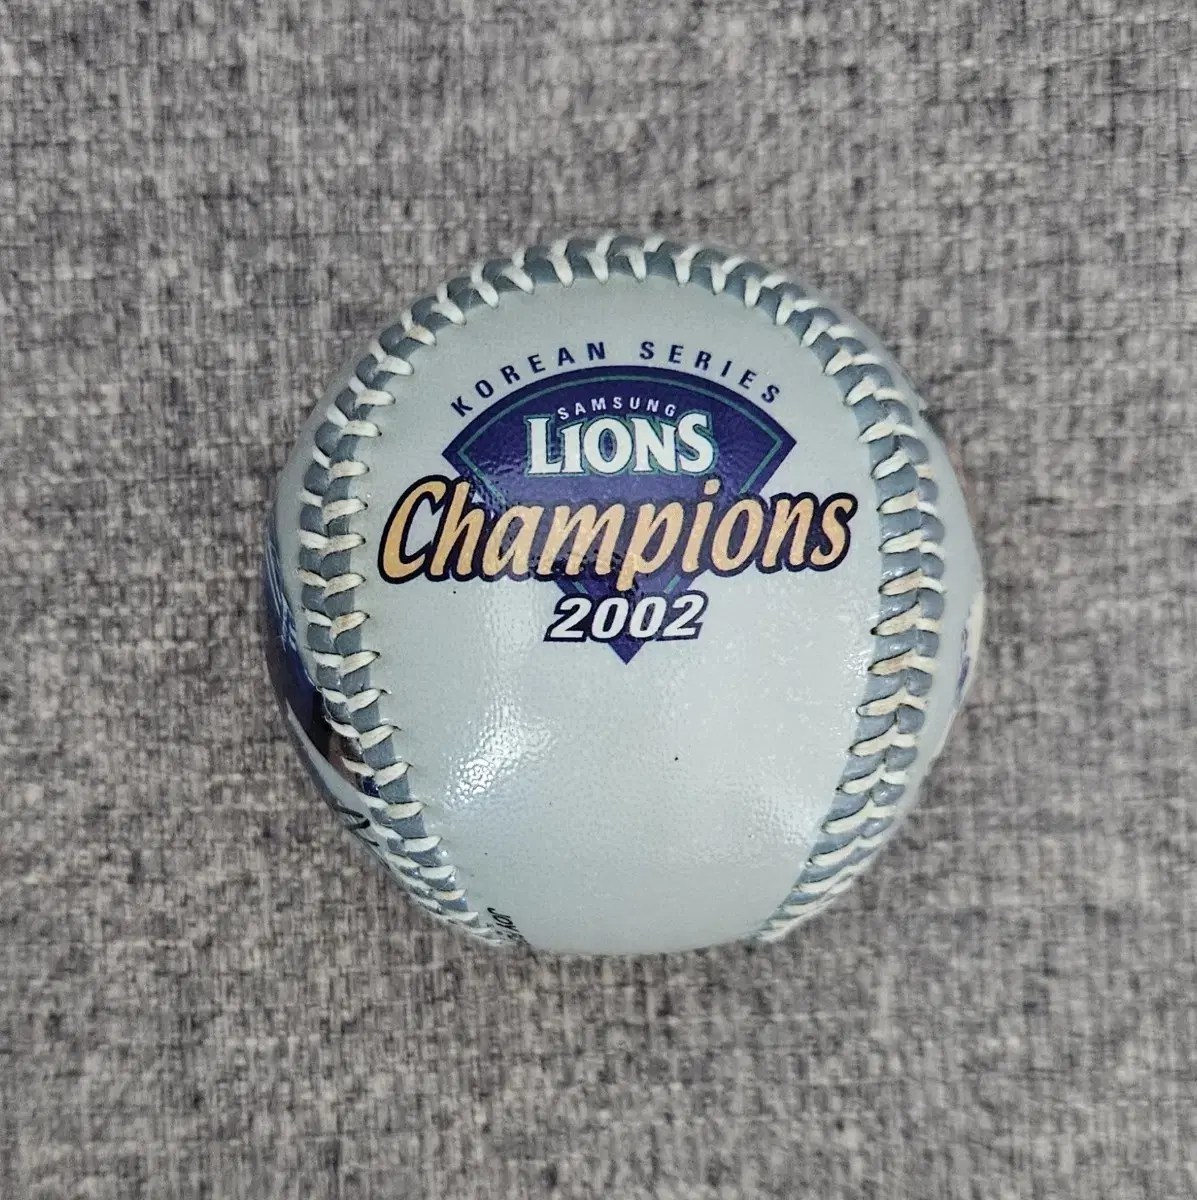 KOREAN SERIES
SAMSUNG
LIONS
Champions
2002